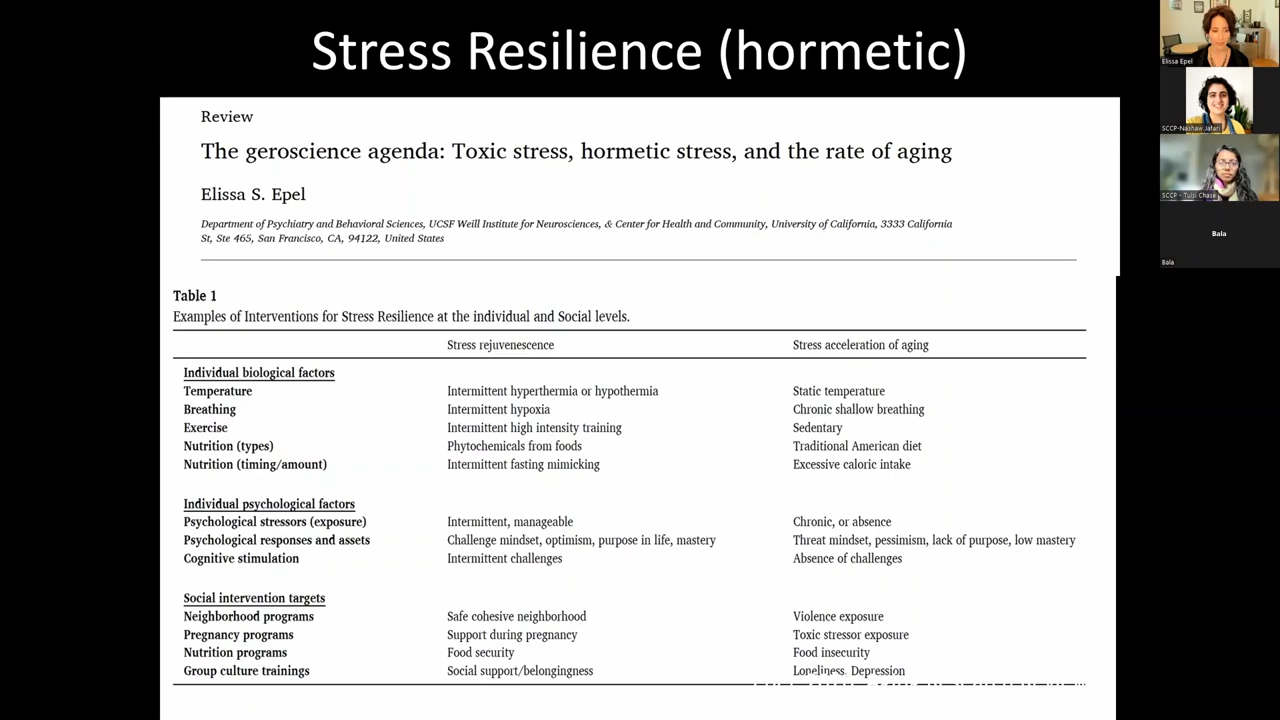 Stress Resilience (hormetic)
Review
The geroscience agenda: Toxic stress, hormetic stress, and the rate of aging
Elissa S. Epel
Department of Psychiatry and Behavioral Sciences, UCSF Weill Institute for Neurosciences, & Center for Health and Community, University of California, 3333 California
St, Ste 465, San Francisco, CA, 94122, United States
Table 1
Examples of Interventions for Stress Resilience at the individual and Social levels.
Stress rejuvenescence Stress acceleration of aging
Individual biological factors
Temperature Intermittent hyperthermia or hypothermia Static temperature
Breathing Intermittent hypoxia Chronic shallow breathing
Exercise Intermittent high intensity training Sedentary
Nutrition (types) Phytochemicals from foods Traditional American diet
Nutrition (timing/amount) Intermittent fasting mimicking Excessive caloric intake
Individual psychological factors
Psychological stressors (exposure) Intermittent, manageable Chronic, or absence
Psychological responses and assets Challenge mindset, optimism, purpose in life, mastery Threat mindset, pessimism, lack of purpose, low mastery
Cognitive stimulation Intermittent challenges Absence of challenges
Social intervention targets
Neighborhood programs Safe cohesive neighborhood Violence exposure
Pregnancy programs Support during pregnancy Toxic stressor exposure
Nutrition programs Food security Food insecurity
Group culture trainings Social support/belongingness Loneliness, Depression
Elissa Epel
SCCP-Nashaw Jafari
SCCP - Tulsi Chase
Bala
Bala